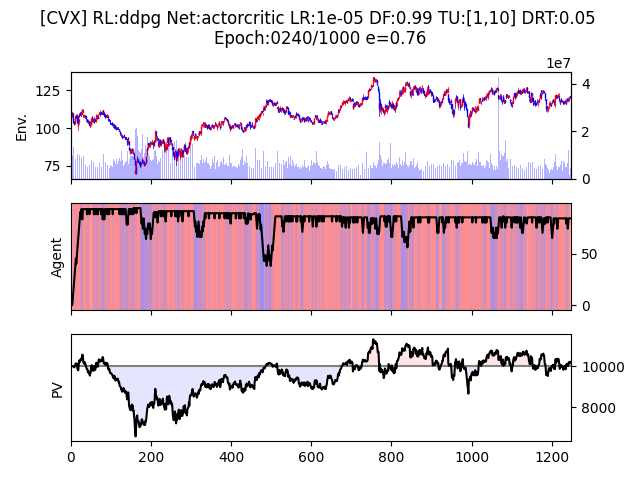 [CVX] RL:ddpg Net:actorcritic LR:1e-05 DF:0.99 TU:[1,10] DRT:0.05
Epoch:0240/1000 e=0.76
1e7
125
100
75
Env.
4
2
0
Agent
50
0
PV
10000
8000
0 200 400 600 800 1000 1200